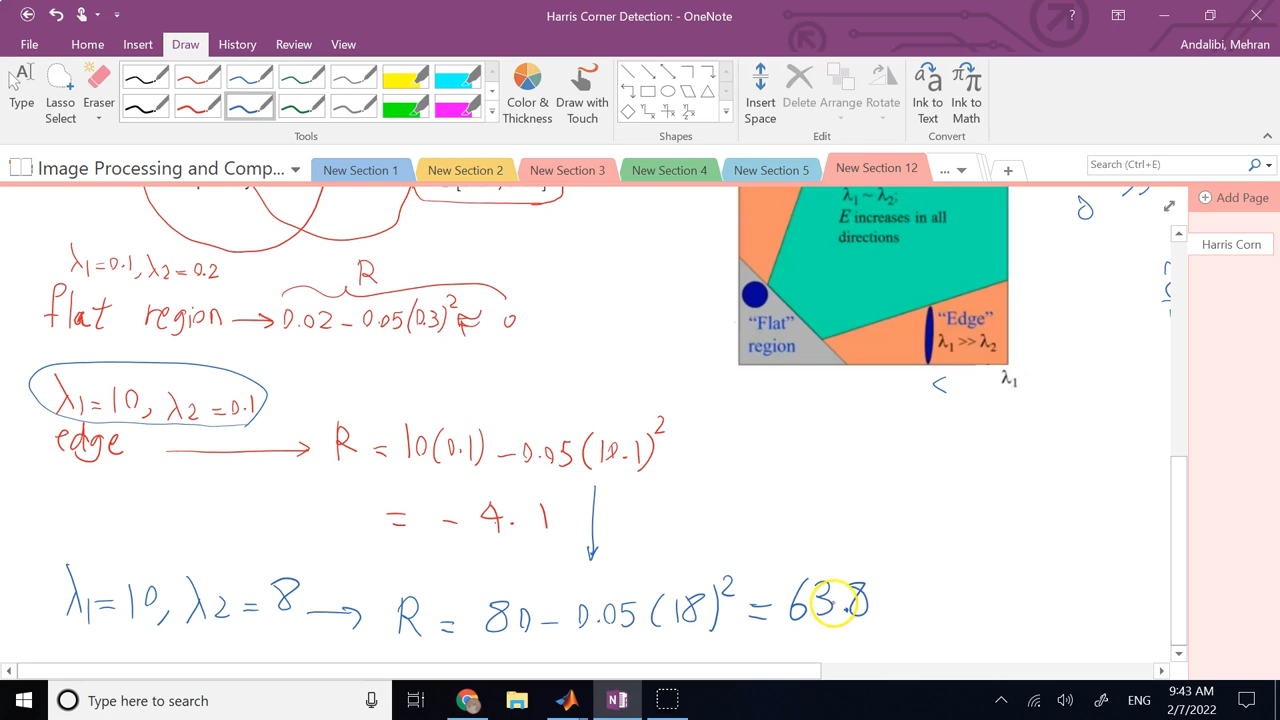 Harris Corner Detection: - OneNote
Andalibi, Mehran
File Home Insert Draw History Review View
Type Lasso Select Eraser Color & Thickness Draw with Touch Insert Space Delete Arrange Rotate Ink to Text Ink to Math
Tools Shapes Edit Convert
Image Processing and Comp... New Section 1 New Section 2 New Section 3 New Section 4 New Section 5 New Section 12 ... Search (Ctrl+E)
Add Page
Harris Corn
λ1 ~ λ2;
E increases in all
directions
λ1=0.1, λ2=0.2
R
flat region → 0.02 - 0.05(0.3)² ≈ 0
"Flat"
region
"Edge"
λ1 >> λ2
λ1
λ1=10, λ2=0.1
edge → R = 10(0.1) - 0.05(10.1)²
= - 4.1
λ1=10, λ2=8 → R = 80 - 0.05(18)² = 63.8
Type here to search
ENG
9:43 AM
2/7/2022